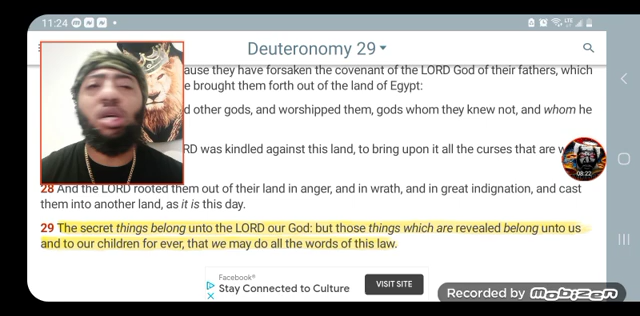 11:24
LTE
Deuteronomy 29
ause they have forsaken the covenant of the LORD God of their fathers, which
e brought them forth out of the land of Egypt:
d other gods, and worshipped them, gods whom they knew not, and whom he
RD was kindled against this land, to bring upon it all the curses that are
08:22
28 And the LORD rooted them out of their land in anger, and in wrath, and in great indignation, and cast
them into another land, as it is this day.
29 The secret things belong unto the LORD our God: but those things which are revealed belong unto us
and to our children for ever, that we may do all the words of this law.
Facebook®
Stay Connected to Culture
VISIT SITE
Recorded by Mobizen